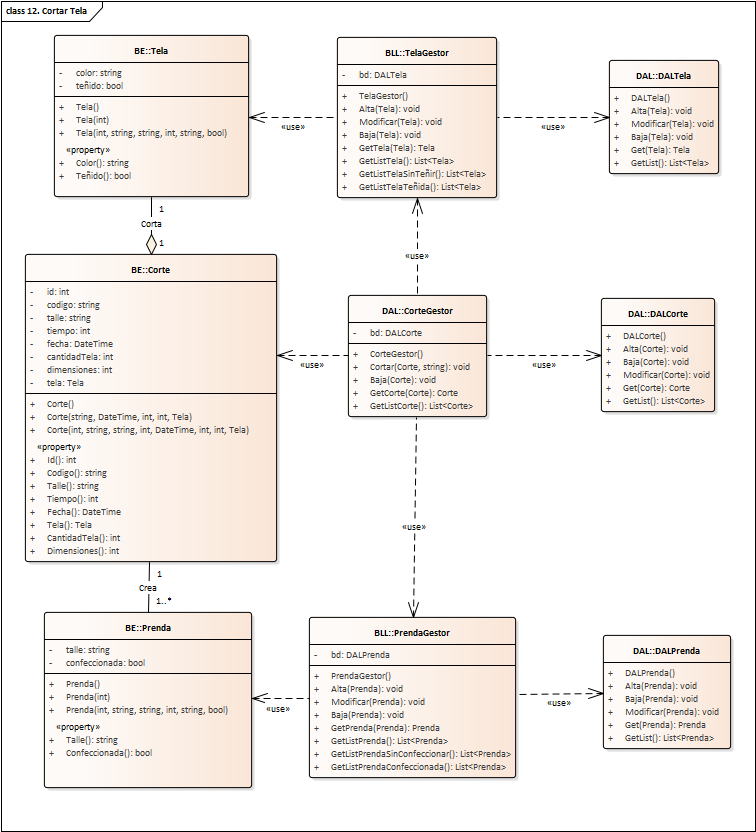 class 12. Cortar Tela
BE::Tela
- color: string
- teñido: bool
+ Tela()
+ Tela(int)
+ Tela(int, string, string, int, string, bool)
«property»
+ Color(): string
+ Teñido(): bool
BLL::TelaGestor
- bd: DALTela
+ TelaGestor()
+ Alta(Tela): void
+ Modificar(Tela): void
+ Baja(Tela): void
+ GetTela(Tela): Tela
+ GetListTela(): List<Tela>
+ GetListTelaSinTeñir(): List<Tela>
+ GetListTelaTeñida(): List<Tela>
DAL::DALTela
+ DALTela()
+ Alta(Tela): void
+ Modificar(Tela): void
+ Baja(Tela): void
+ Get(Tela): Tela
+ GetList(): List<Tela>
«use»
«use»
1
Corta
1
«use»
BE::Corte
- id: int
- codigo: string
- talle: string
- tiempo: int
- fecha: DateTime
- cantidadTela: int
- dimensiones: int
- tela: Tela
+ Corte()
+ Corte(string, DateTime, int, int, Tela)
+ Corte(int, string, string, int, DateTime, int, int, Tela)
«property»
+ Id(): int
+ Codigo(): string
+ Talle(): string
+ Tiempo(): int
+ Fecha(): DateTime
+ Tela(): Tela
+ CantidadTela(): int
+ Dimensiones(): int
DAL::CorteGestor
- bd: DALCorte
+ CorteGestor()
+ Cortar(Corte, string): void
+ Baja(Corte): void
+ GetCorte(Corte): Corte
+ GetListCorte(): List<Corte>
DAL::DALCorte
+ DALCorte()
+ Alta(Corte): void
+ Baja(Corte): void
+ Modificar(Corte): void
+ Get(Corte): Corte
+ GetList(): List<Corte>
«use»
«use»
«use»
1
Crea
1..*
BE::Prenda
- talle: string
- confeccionada: bool
+ Prenda()
+ Prenda(int)
+ Prenda(int, string, string, int, string, bool)
«property»
+ Talle(): string
+ Confeccionada(): bool
BLL::PrendaGestor
- bd: DALPrenda
+ PrendaGestor()
+ Alta(Prenda): void
+ Modificar(Prenda): void
+ Baja(Prenda): void
+ GetPrenda(Prenda): Prenda
+ GetListPrenda(): List<Prenda>
+ GetListPrendaSinConfeccionar(): List<Prenda>
+ GetListPrendaConfeccionada(): List<Prenda>
DAL::DALPrenda
+ DALPrenda()
+ Alta(Prenda): void
+ Baja(Prenda): void
+ Modificar(Prenda): void
+ Get(Prenda): Prenda
+ GetList(): List<Prenda>
«use»
«use»